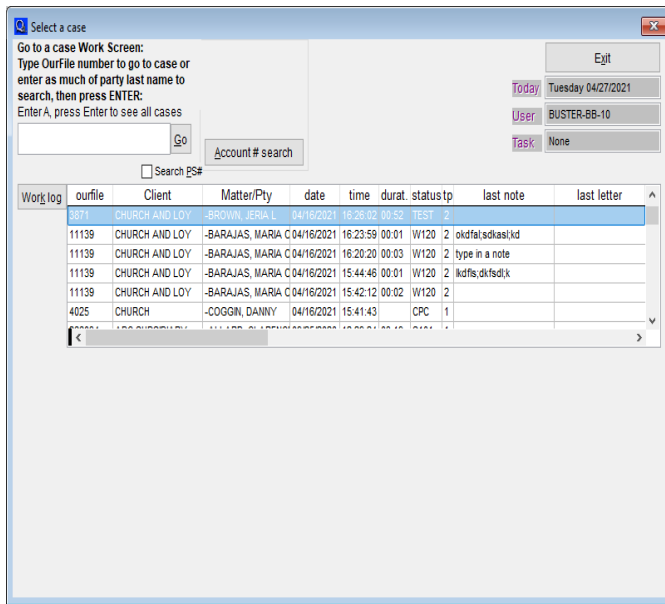 Select a case
Go to a case Work Screen:
Type OurFile number to go to case or
enter as much of party last name to
search, then press ENTER:
Enter A, press Enter to see all cases
Go
Account # search
Search PS#
Exit
Today Tuesday 04/27/2021
User BUSTER-BB-10
Task None
Work log
ourfile Client Matter/Pty date time durat. status tp last note last letter
3871 CHURCH AND LOY -BROWN, JERIA L 04/16/2021 16:26:02 00:52 TEST 2
11139 CHURCH AND LOY -BARAJAS, MARIA C 04/16/2021 16:23:59 00:01 W120 2 okdfal;sdkasl;kd
11139 CHURCH AND LOY -BARAJAS, MARIA C 04/16/2021 16:20:20 00:03 W120 2 type in a note
11139 CHURCH AND LOY -BARAJAS, MARIA C 04/16/2021 15:44:46 00:01 W120 2 lkdfls;dkfsdl;k
11139 CHURCH AND LOY -BARAJAS, MARIA C 04/16/2021 15:42:12 00:02 W120 2
4025 CHURCH -COGGIN, DANNY 04/16/2021 15:41:43 CPC 1